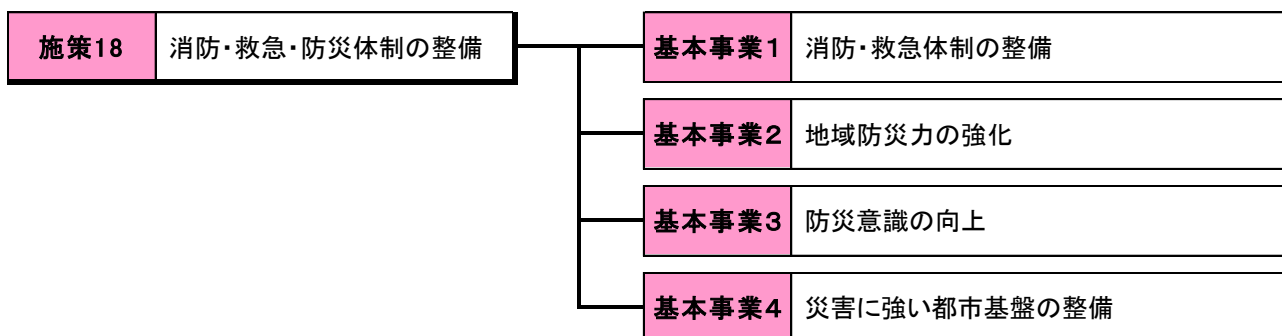 施策18 消防・救急・防災体制の整備
基本事業1 消防・救急体制の整備
基本事業2 地域防災力の強化
基本事業3 防災意識の向上
基本事業4 災害に強い都市基盤の整備